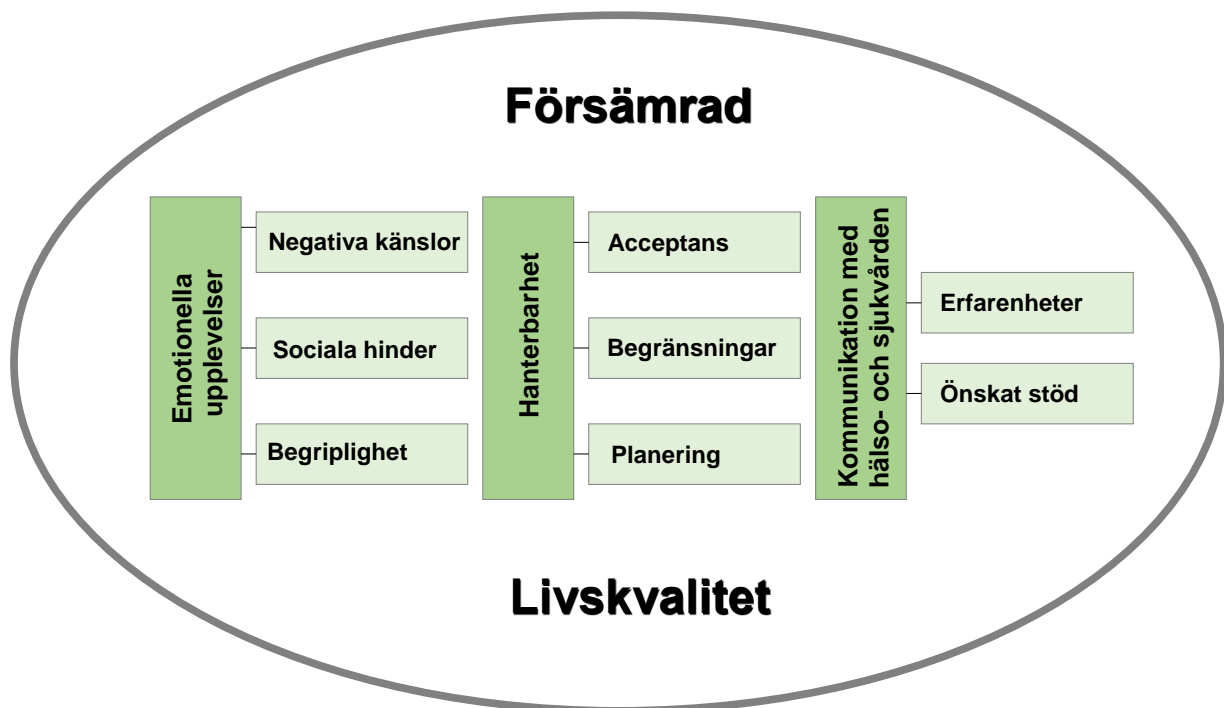 Försämrad
Emotionella
upplevelser
Negativa känslor
Sociala hinder
Begriplighet
Hanterbarhet
Acceptans
Begränsningar
Planering
Kommunikation med
hälso- och sjukvården
Erfarenheter
Önskat stöd
Livskvalitet